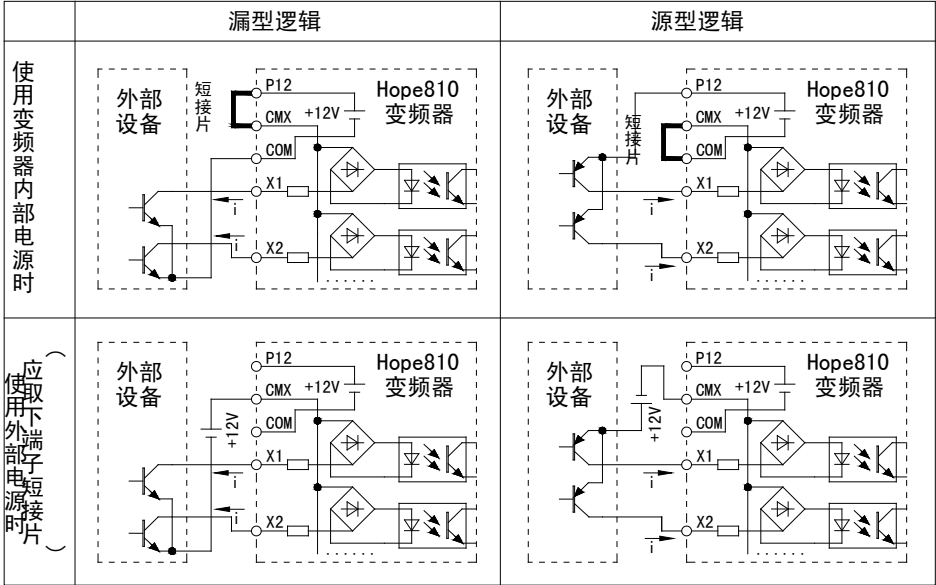 漏型逻辑
源型逻辑
使用变频器内部电源时
外部
设备
短接片
P12
+12V
CMX
COM
X1
i
i
X2
......
Hope810
变频器
外部
设备
短接片
P12
+12V
CMX
COM
X1
i
X2
i
......
Hope810
变频器
使用外部电源时
(应取下端子短接片)
外部
设备
+12V
P12
+12V
CMX
COM
X1
i
i
X2
......
Hope810
变频器
外部
设备
+12V
P12
+12V
CMX
COM
X1
i
X2
i
......
Hope810
变频器